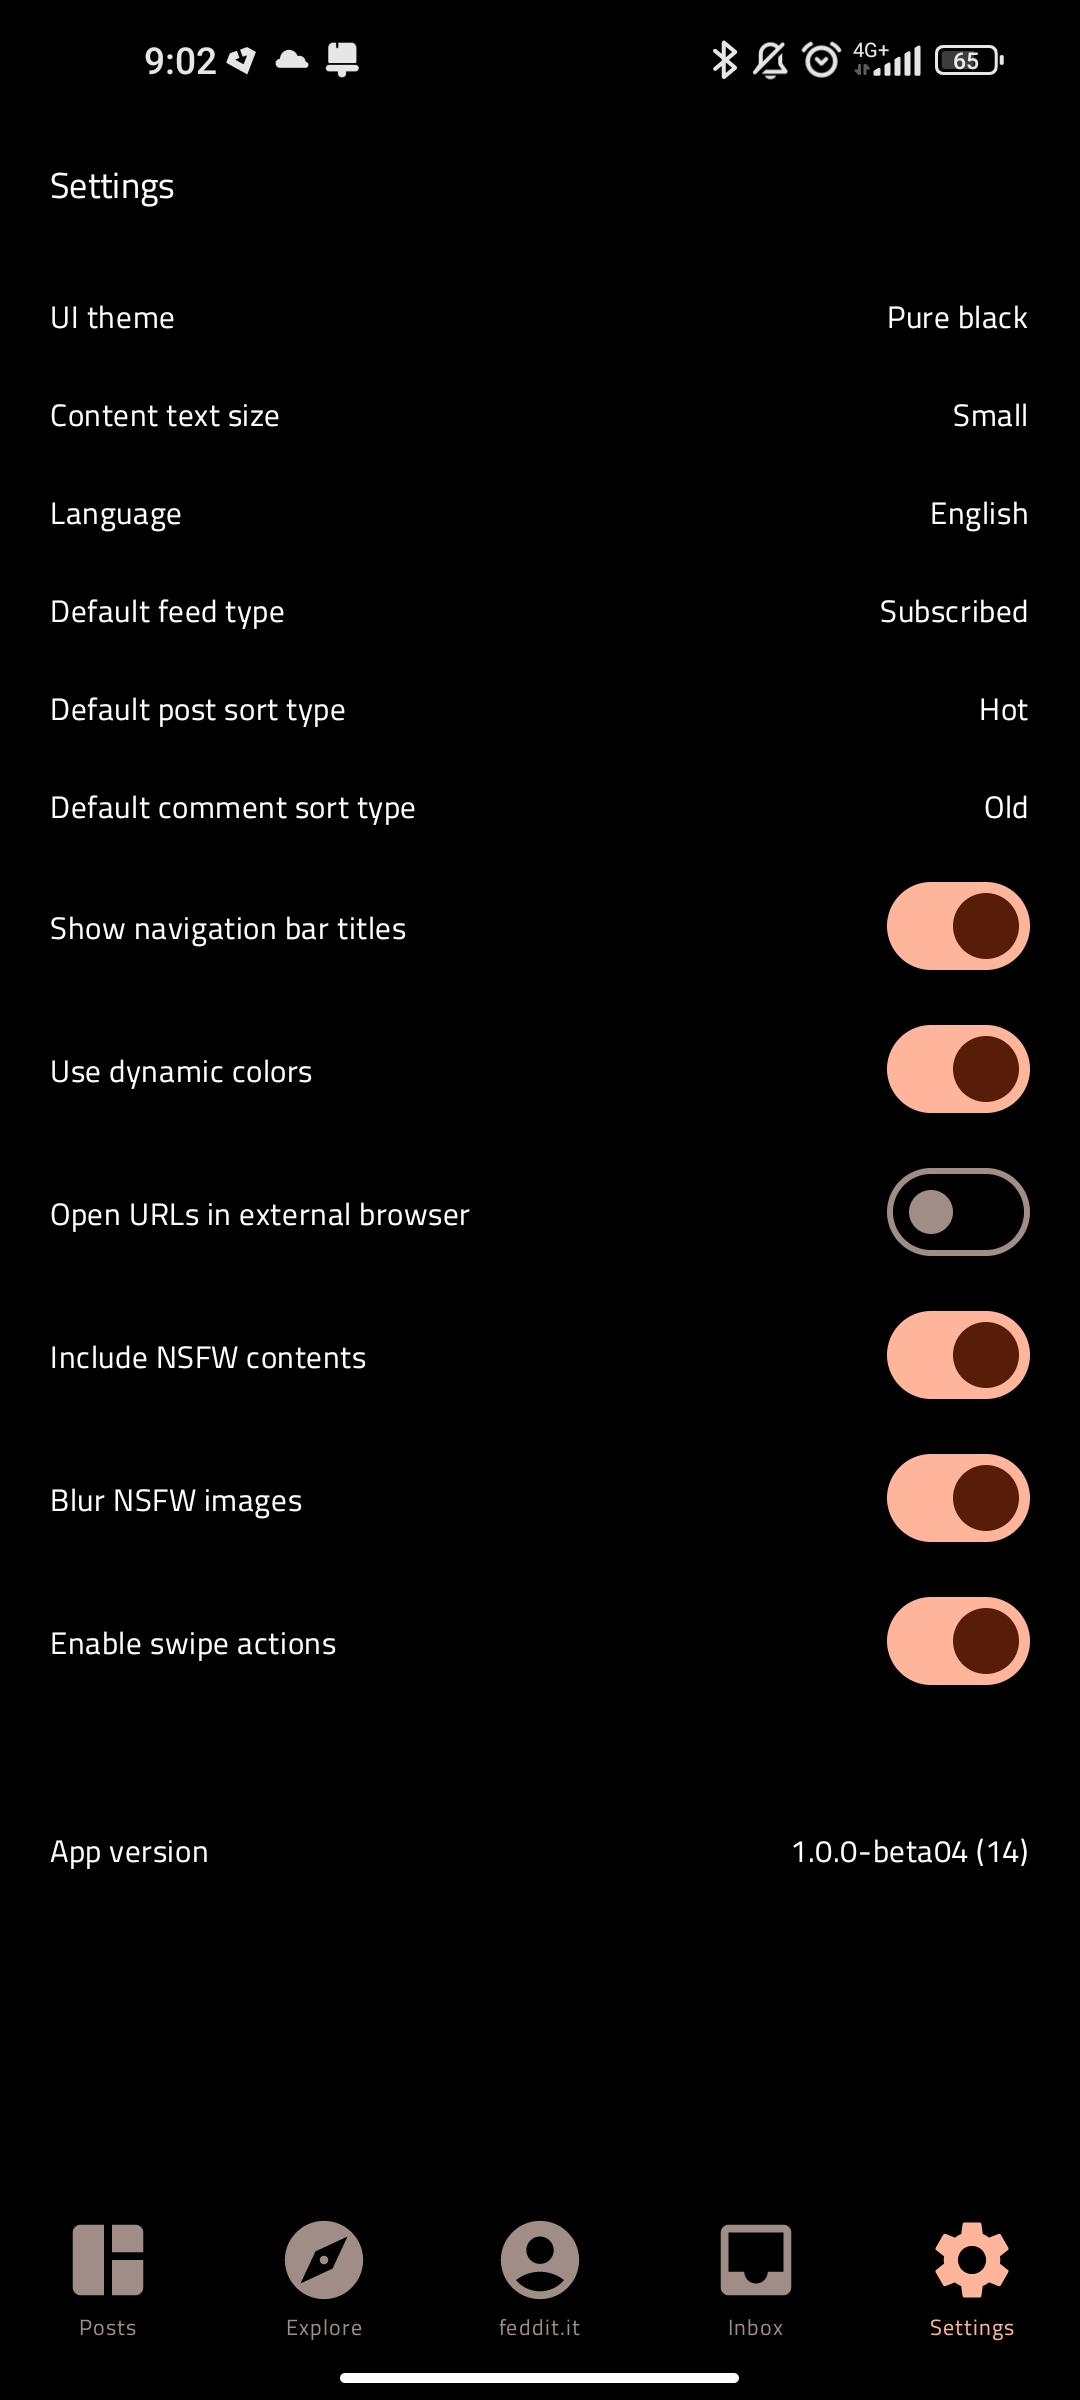 9:02 4G+ 65
Settings
UI theme Pure black
Content text size Small
Language English
Default feed type Subscribed
Default post sort type Hot
Default comment sort type Old
Show navigation bar titles
Use dynamic colors
Open URLs in external browser
Include NSFW contents
Blur NSFW images
Enable swipe actions
App version 1.0.0-beta04 (14)
Posts Explore feddit.it Inbox Settings